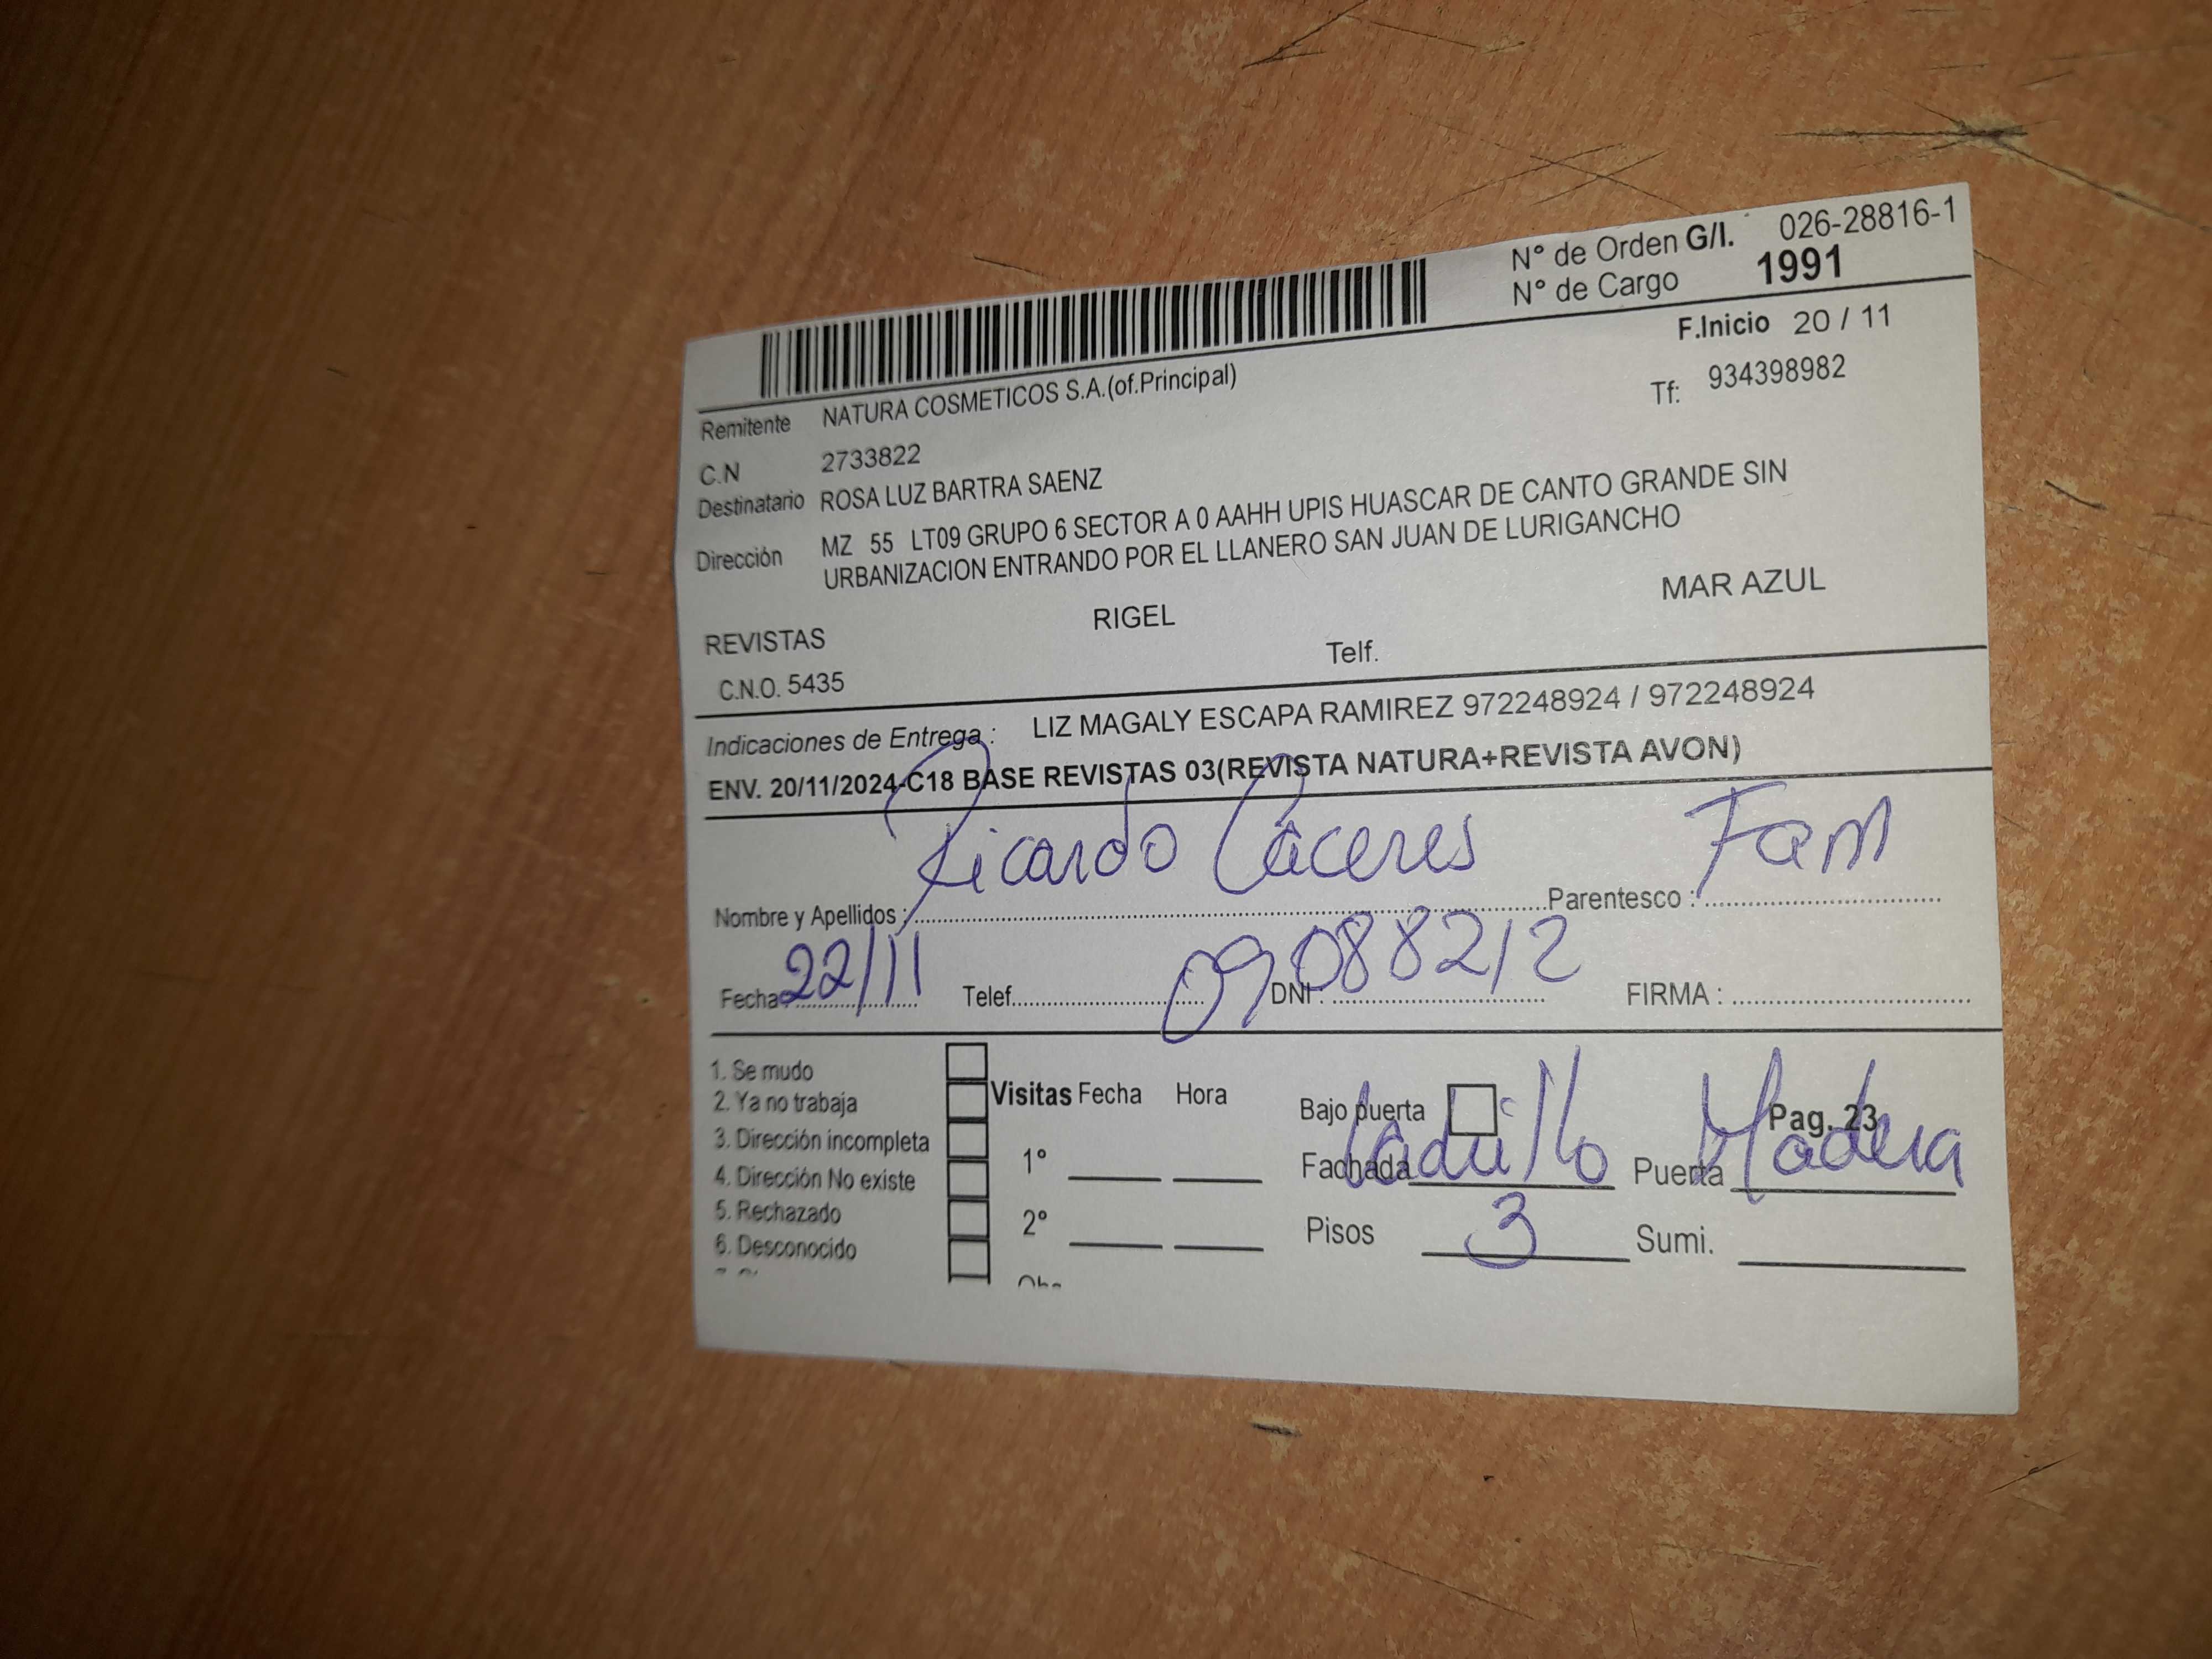 N° de Orden G/I. 026-28816-1
N° de Cargo 1991
F.Inicio 20 / 11
Remitente NATURA COSMETICOS S.A.(of.Principal)
Tf: 934398982
C.N 2733822
Destinatario ROSA LUZ BARTRA SAENZ
Dirección MZ 55 LT09 GRUPO 6 SECTOR A 0 AAHH UPIS HUASCAR DE CANTO GRANDE SIN
URBANIZACION ENTRANDO POR EL LLANERO SAN JUAN DE LURIGANCHO
REVISTAS RIGEL MAR AZUL
C.N.O. 5435 Telf.
Indicaciones de Entrega : LIZ MAGALY ESCAPA RAMIREZ 972248924 / 972248924
ENV. 20/11/2024-C18 BASE REVISTAS 03(REVISTA NATURA+REVISTA AVON)
Nombre y Apellidos : Ricardo Cáceres Parentesco : Fam
Fecha 22/11 Telef. DNI : 09088212 FIRMA :
1. Se mudo
2. Ya no trabaja
3. Dirección incompleta
4. Dirección No existe
5. Rechazado
6. Desconocido
Visitas Fecha Hora
1°
2°
Bajo puerta Pag. 23
Fachada Ladrillo Puerta Madera
Pisos 3 Sumi.